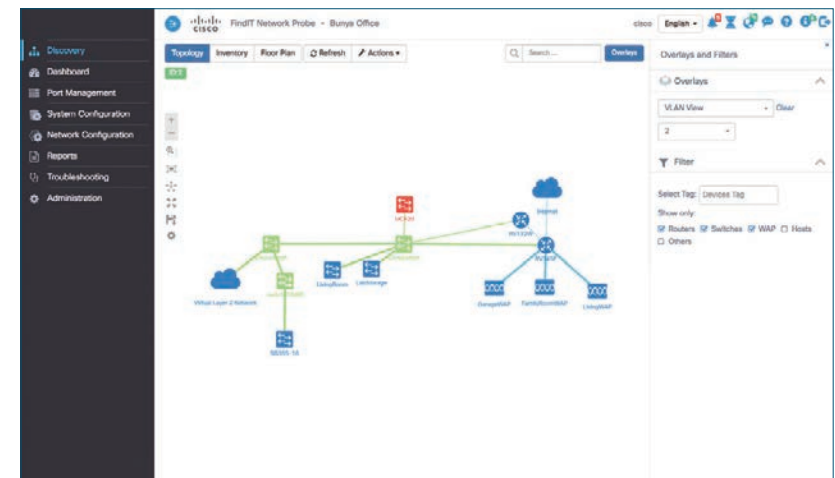 CISCO FindIT Network Probe - Bunya Office
cisco English
Discovery
Dashboard
Port Management
System Configuration
Network Configuration
Reports
Troubleshooting
Administration
Topology Inventory Floor Plan Refresh Actions
Search ... Overlays
Overlays and Filters
Overlays
VLAN View Clear
2
Filter
Select Tag: Devices Tag
Show only:
Routers Switches WAP Hosts
Others
Internet
LivingRoom
Virtual Layer 2 Network
GarageWAP FamilyRoomWAP LivingWAP